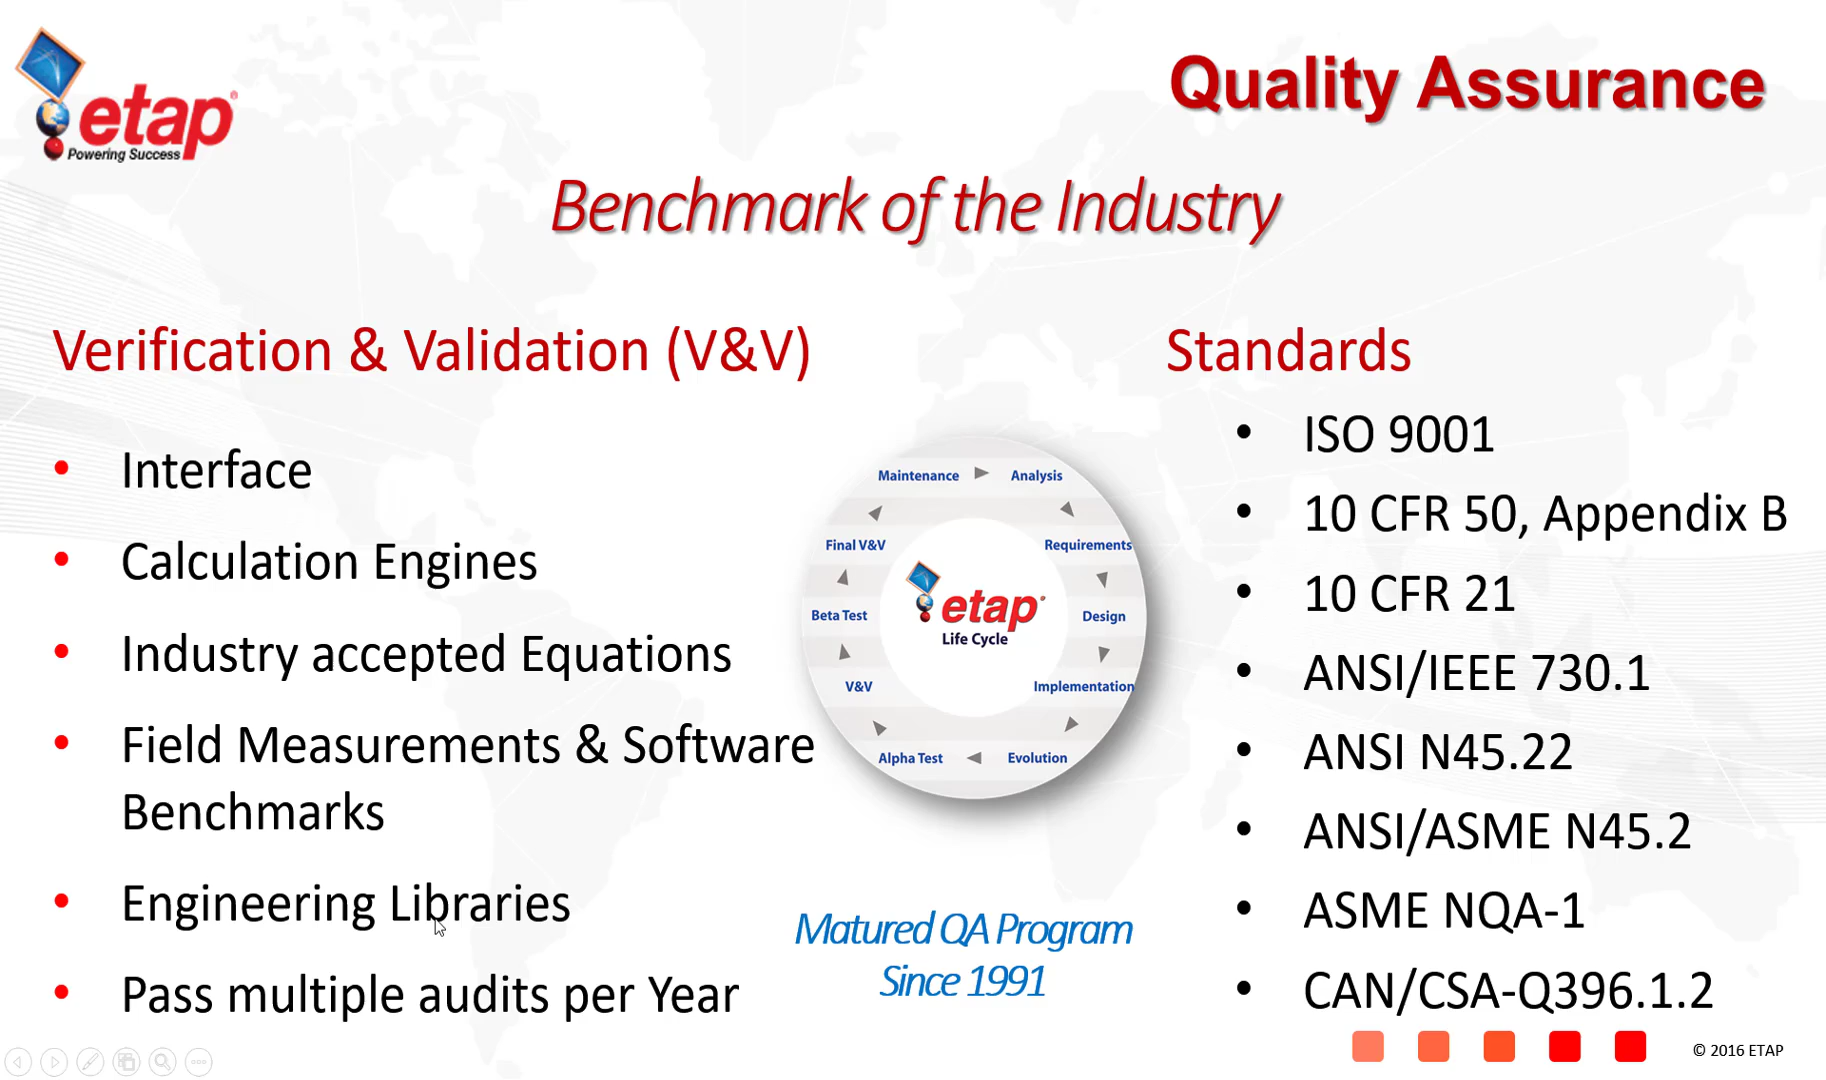 etap®
Powering Success
Quality Assurance
Benchmark of the Industry
Verification & Validation (V&V)
• Interface
• Calculation Engines
• Industry accepted Equations
• Field Measurements & Software
Benchmarks
• Engineering Libraries
• Pass multiple audits per Year
Maintenance
Analysis
Requirements
Design
Implementation
Evolution
Alpha Test
V&V
Beta Test
Final V&V
etap®
Life Cycle
Matured QA Program
Since 1991
Standards
• ISO 9001
• 10 CFR 50, Appendix B
• 10 CFR 21
• ANSI/IEEE 730.1
• ANSI N45.22
• ANSI/ASME N45.2
• ASME NQA-1
• CAN/CSA-Q396.1.2
© 2016 ETAP